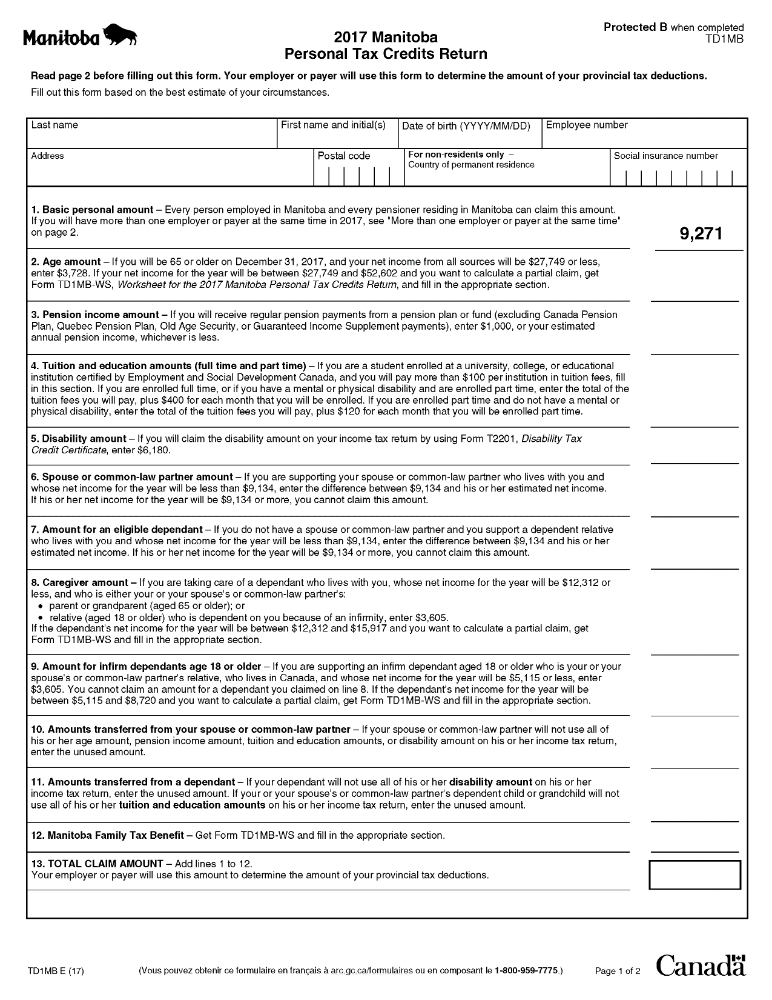 Manitoba
2017 Manitoba
Personal Tax Credits Return
Protected B when completed
TD1MB
Read page 2 before filling out this form. Your employer or payer will use this form to determine the amount of your provincial tax deductions.
Fill out this form based on the best estimate of your circumstances.
Last name
First name and initial(s)
Date of birth (YYYY/MM/DD)
Employee number
Address
Postal code
For non-residents only –
Country of permanent residence
Social insurance number
1. Basic personal amount – Every person employed in Manitoba and every pensioner residing in Manitoba can claim this amount.
If you will have more than one employer or payer at the same time in 2017, see "More than one employer or payer at the same time"
on page 2.
9,271
2. Age amount – If you will be 65 or older on December 31, 2017, and your net income from all sources will be $27,749 or less,
enter $3,728. If your net income for the year will be between $27,749 and $52,602 and you want to calculate a partial claim, get
Form TD1MB-WS, Worksheet for the 2017 Manitoba Personal Tax Credits Return, and fill in the appropriate section.
3. Pension income amount – If you will receive regular pension payments from a pension plan or fund (excluding Canada Pension
Plan, Quebec Pension Plan, Old Age Security, or Guaranteed Income Supplement payments), enter $1,000, or your estimated
annual pension income, whichever is less.
4. Tuition and education amounts (full time and part time) – If you are a student enrolled at a university, college, or educational
institution certified by Employment and Social Development Canada, and you will pay more than $100 per institution in tuition fees, fill
in this section. If you are enrolled full time, or if you have a mental or physical disability and are enrolled part time, enter the total of the
tuition fees you will pay, plus $400 for each month that you will be enrolled. If you are enrolled part time and do not have a mental or
physical disability, enter the total of the tuition fees you will pay, plus $120 for each month that you will be enrolled part time.
5. Disability amount – If you will claim the disability amount on your income tax return by using Form T2201, Disability Tax
Credit Certificate, enter $6,180.
6. Spouse or common-law partner amount – If you are supporting your spouse or common-law partner who lives with you and
whose net income for the year will be less than $9,134, enter the difference between $9,134 and his or her estimated net income.
If his or her net income for the year will be $9,134 or more, you cannot claim this amount.
7. Amount for an eligible dependant – If you do not have a spouse or common-law partner and you support a dependent relative
who lives with you and whose net income for the year will be less than $9,134, enter the difference between $9,134 and his or her
estimated net income. If his or her net income for the year will be $9,134 or more, you cannot claim this amount.
8. Caregiver amount – If you are taking care of a dependant who lives with you, whose net income for the year will be $12,312 or
less, and who is either your or your spouse's or common-law partner's:
• parent or grandparent (aged 65 or older); or
• relative (aged 18 or older) who is dependent on you because of an infirmity, enter $3,605.
If the dependant's net income for the year will be between $12,312 and $15,917 and you want to calculate a partial claim, get
Form TD1MB-WS and fill in the appropriate section.
9. Amount for infirm dependants age 18 or older – If you are supporting an infirm dependant aged 18 or older who is your or your
spouse's or common-law partner's relative, who lives in Canada, and whose net income for the year will be $5,115 or less, enter
$3,605. You cannot claim an amount for a dependant you claimed on line 8. If the dependant's net income for the year will be
between $5,115 and $8,720 and you want to calculate a partial claim, get Form TD1MB-WS and fill in the appropriate section.
10. Amounts transferred from your spouse or common-law partner – If your spouse or common-law partner will not use all of
his or her age amount, pension income amount, tuition and education amounts, or disability amount on his or her income tax return,
enter the unused amount.
11. Amounts transferred from a dependant – If your dependant will not use all of his or her disability amount on his or her
income tax return, enter the unused amount. If your or your spouse's or common-law partner's dependent child or grandchild will not
use all of his or her tuition and education amounts on his or her income tax return, enter the unused amount.
12. Manitoba Family Tax Benefit – Get Form TD1MB-WS and fill in the appropriate section.
13. TOTAL CLAIM AMOUNT – Add lines 1 to 12.
Your employer or payer will use this amount to determine the amount of your provincial tax deductions.
TD1MB E (17)
(Vous pouvez obtenir ce formulaire en français à arc.gc.ca/formulaires ou en composant le 1-800-959-7775.)
Page 1 of 2
Canada